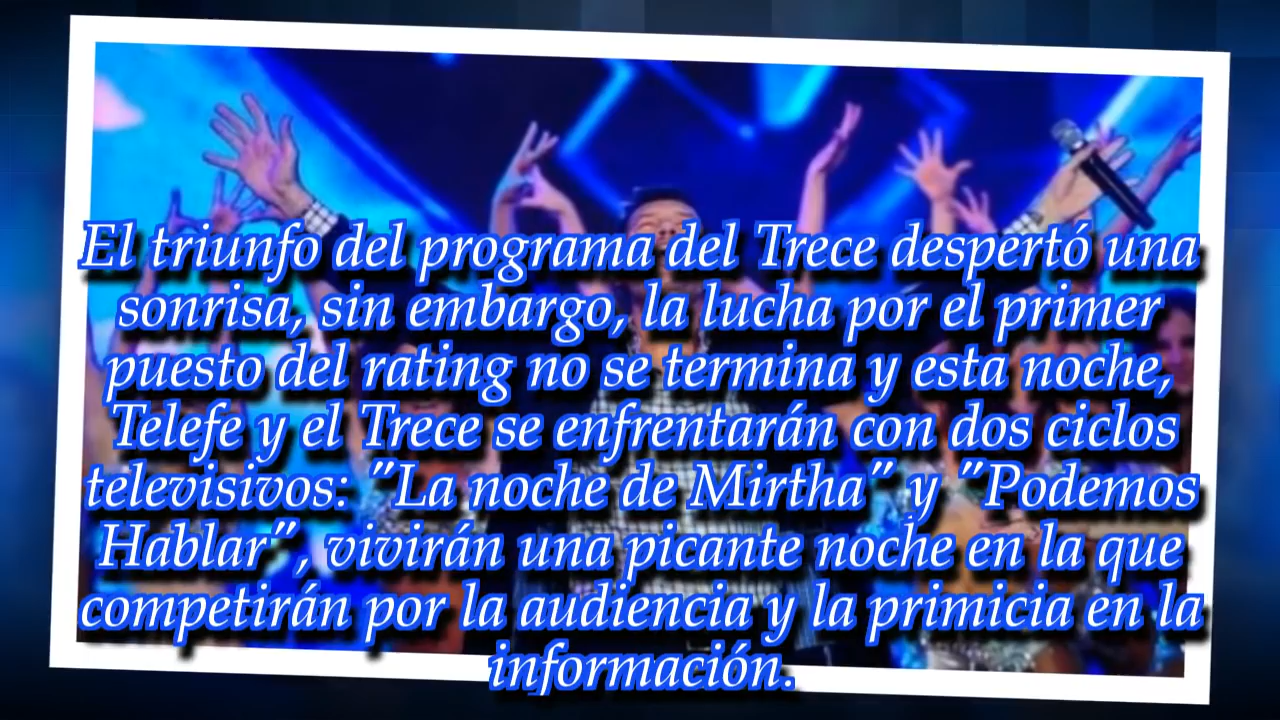 El triunfo del programa del Trece despertó una
sonrisa, sin embargo, la lucha por el primer
puesto del rating no se termina y esta noche,
Telefe y el Trece se enfrentarán con dos ciclos
televisivos: "La noche de Mirtha" y "Podemos
Hablar", vivirán una picante noche en la que
competirán por la audiencia y la primicia en la
información.